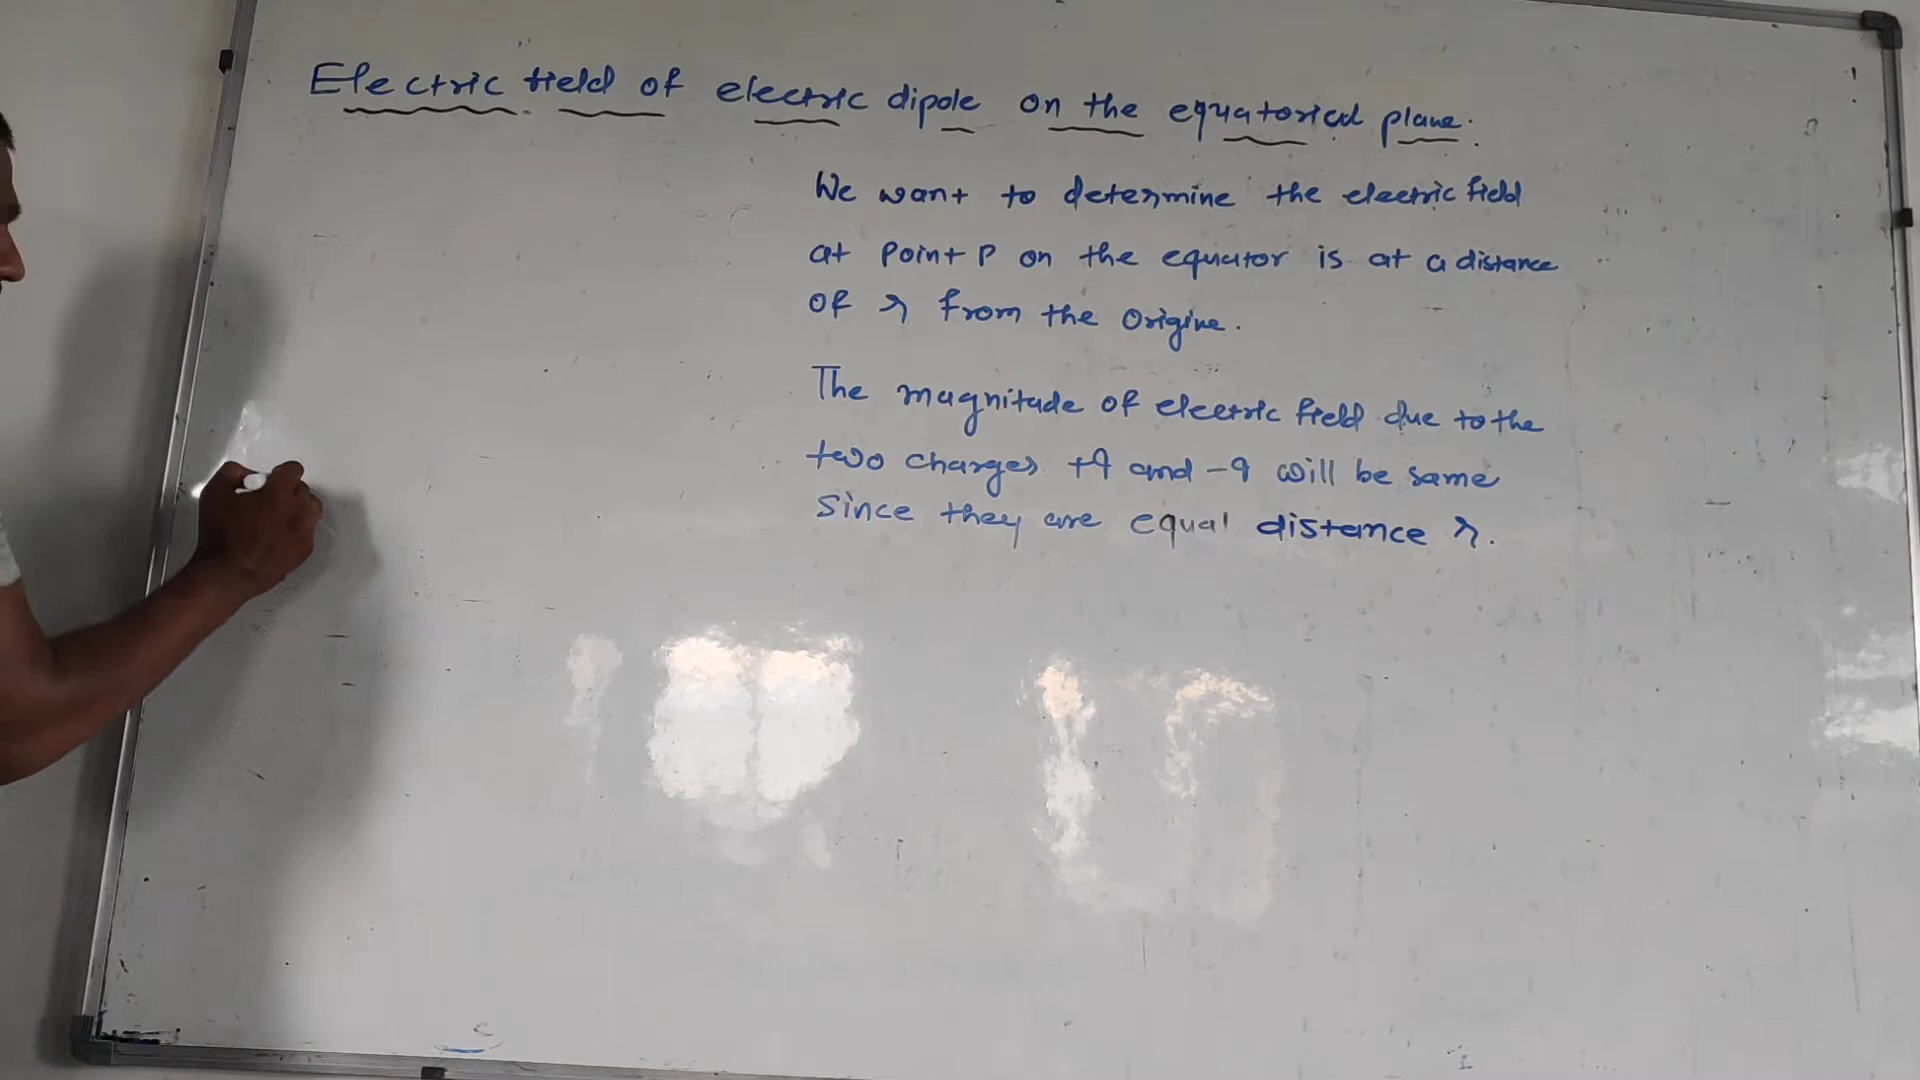 Electric field of electric dipole on the equatorical plane.
We want to determine the electric field
at point P on the equator is at a distance
of r from the Origine.
The magnitude of electric field due to the
two charges +q and -q will be same
Since they are equal distance r.